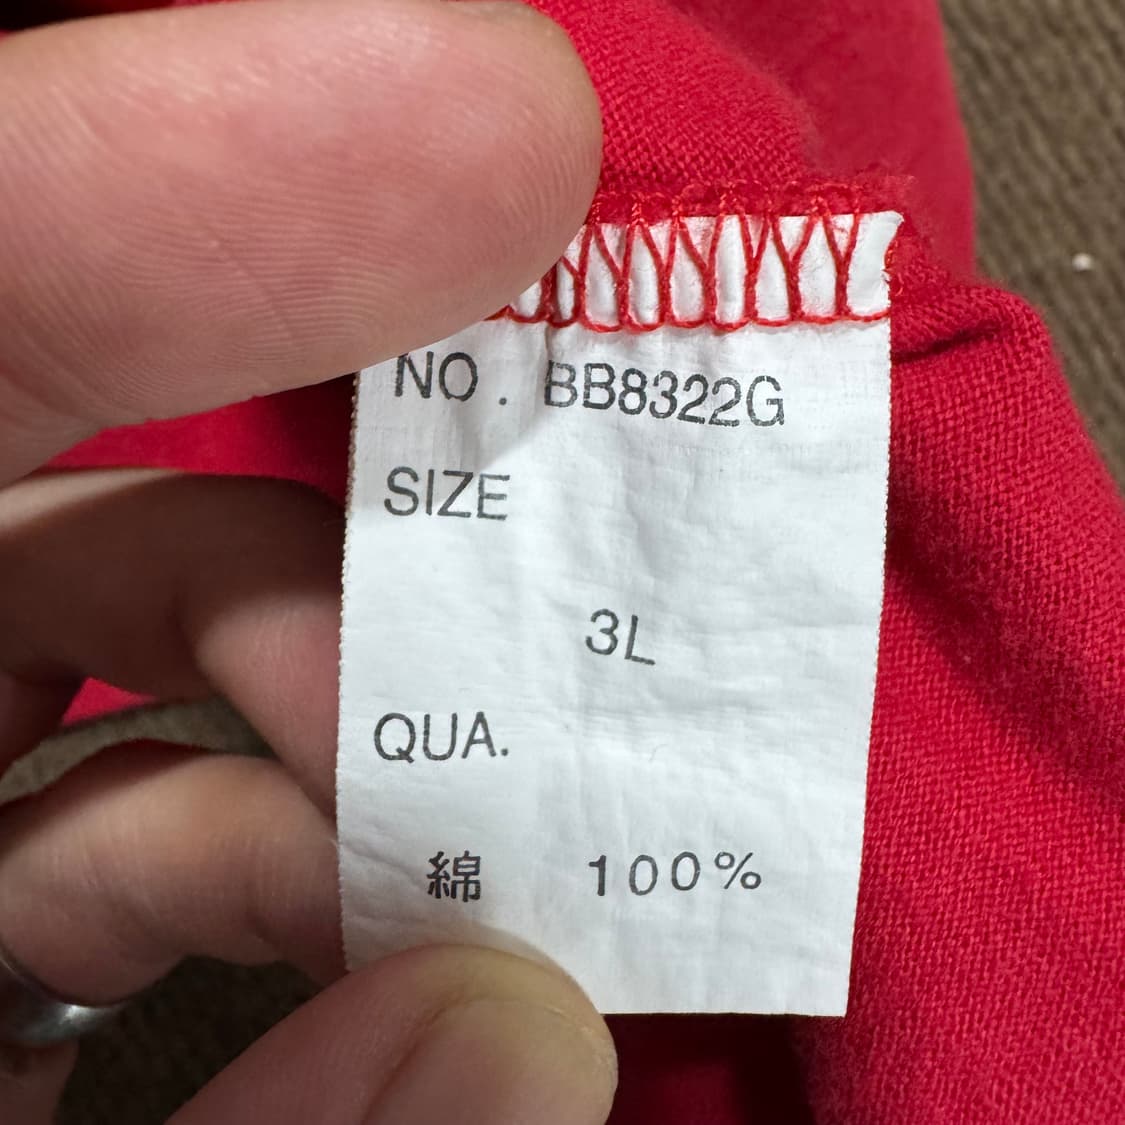 NO. BB8322G
SIZE
3L
QUA.
綿 100%